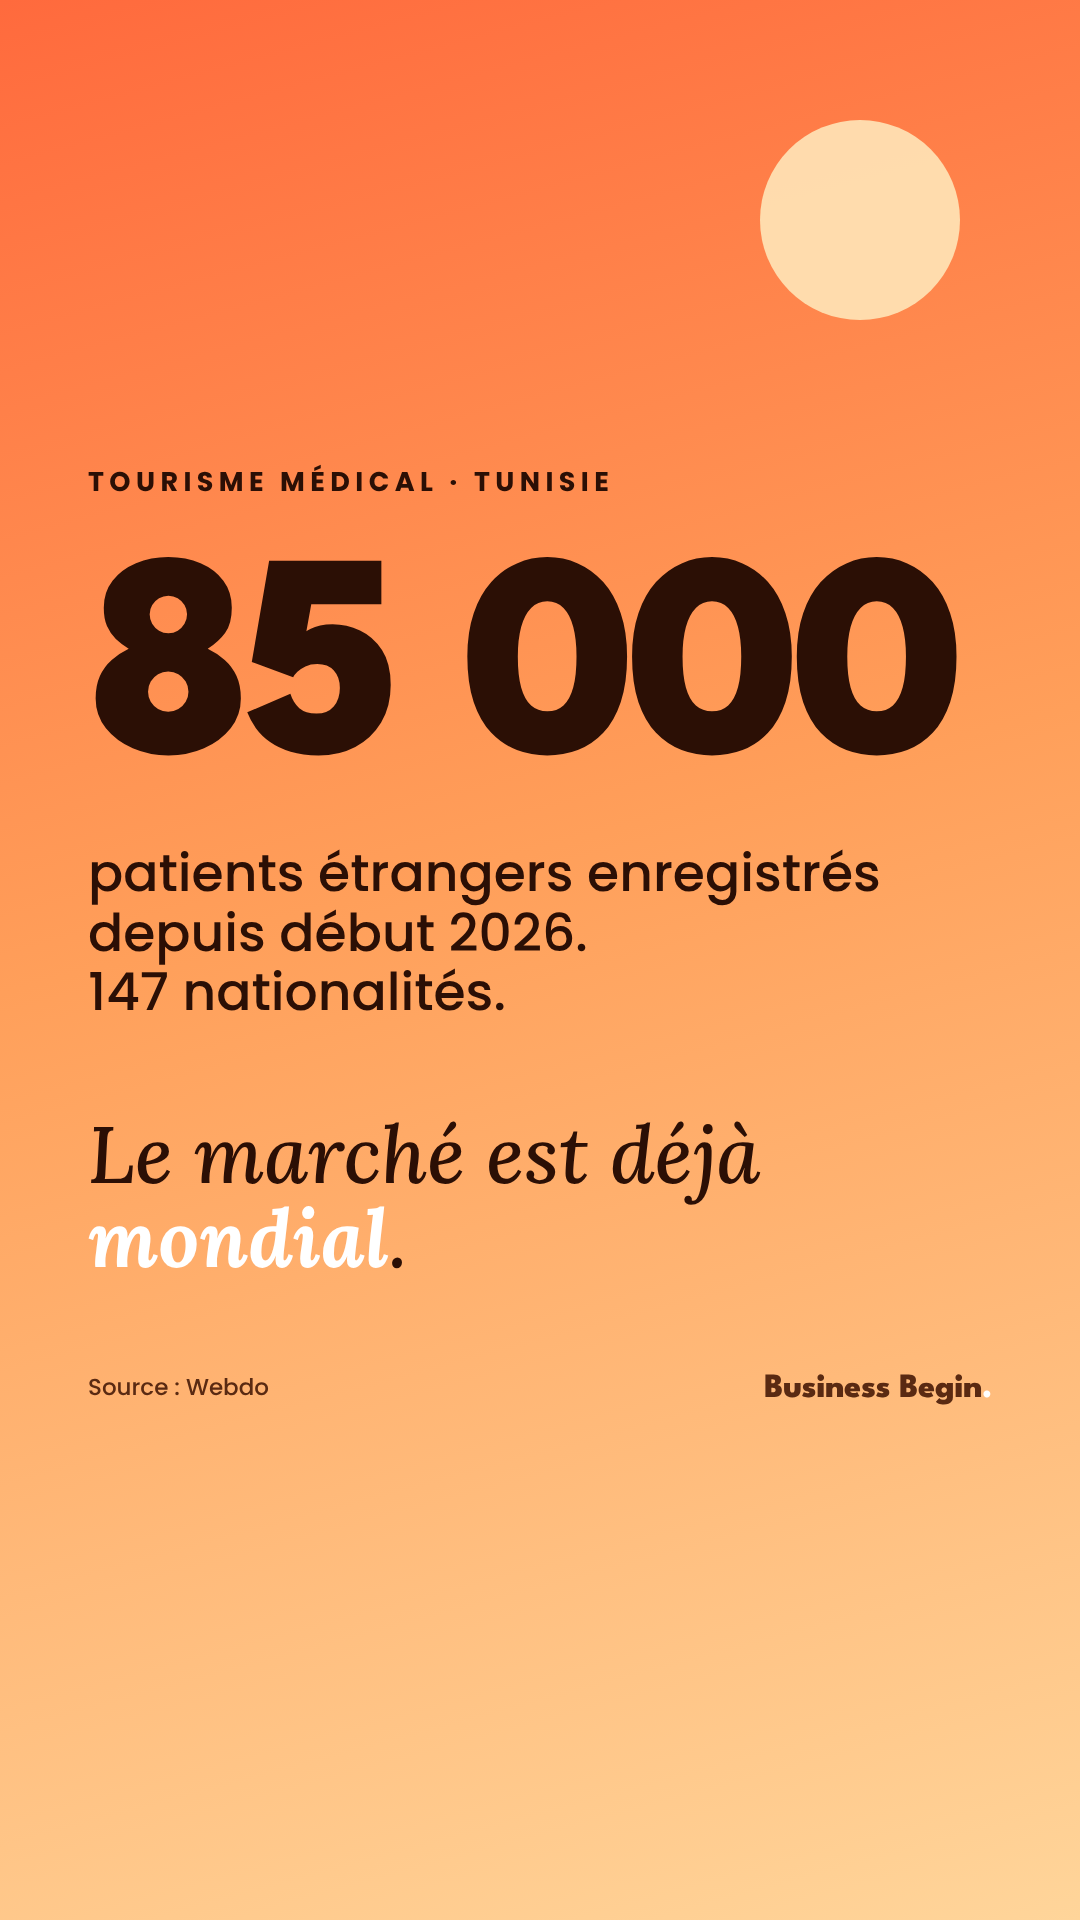 TOURISME MÉDICAL · TUNISIE
85 000
patients étrangers enregistrés
depuis début 2026.
147 nationalités.
Le marché est déjà
mondial.
Source : Webdo
Business Begin.